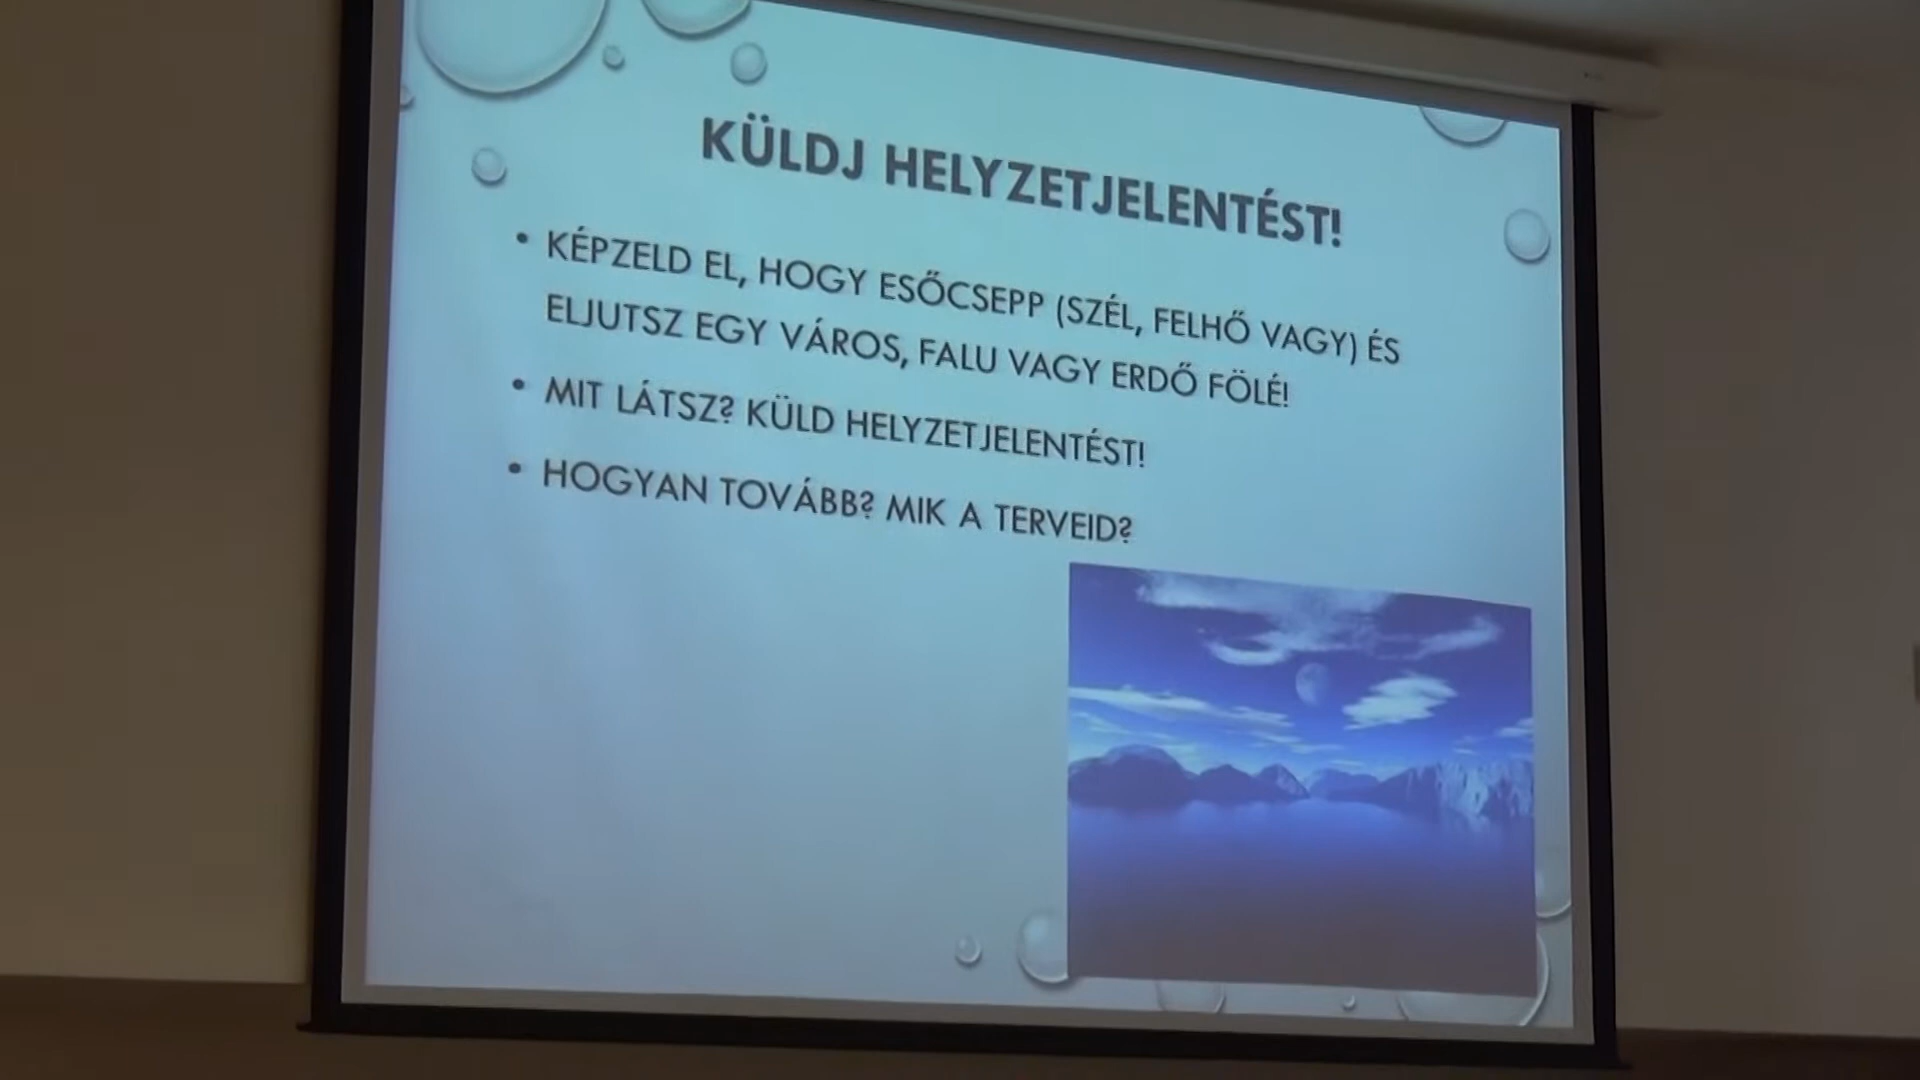 KÜLDJ HELYZETJELENTÉST!
• KÉPZELD EL, HOGY ESŐCSEPP (SZÉL, FELHŐ VAGY) ÉS
ELJUTSZ EGY VÁROS, FALU VAGY ERDŐ FÖLÉ!
• MIT LÁTSZ? KÜLD HELYZETJELENTÉST!
• HOGYAN TOVÁBB? MIK A TERVEID?